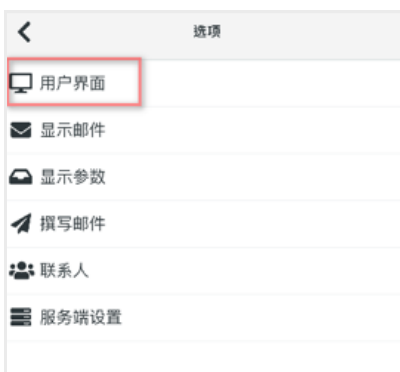 选项
用户界面
显示邮件
显示参数
撰写邮件
联系人
服务端设置